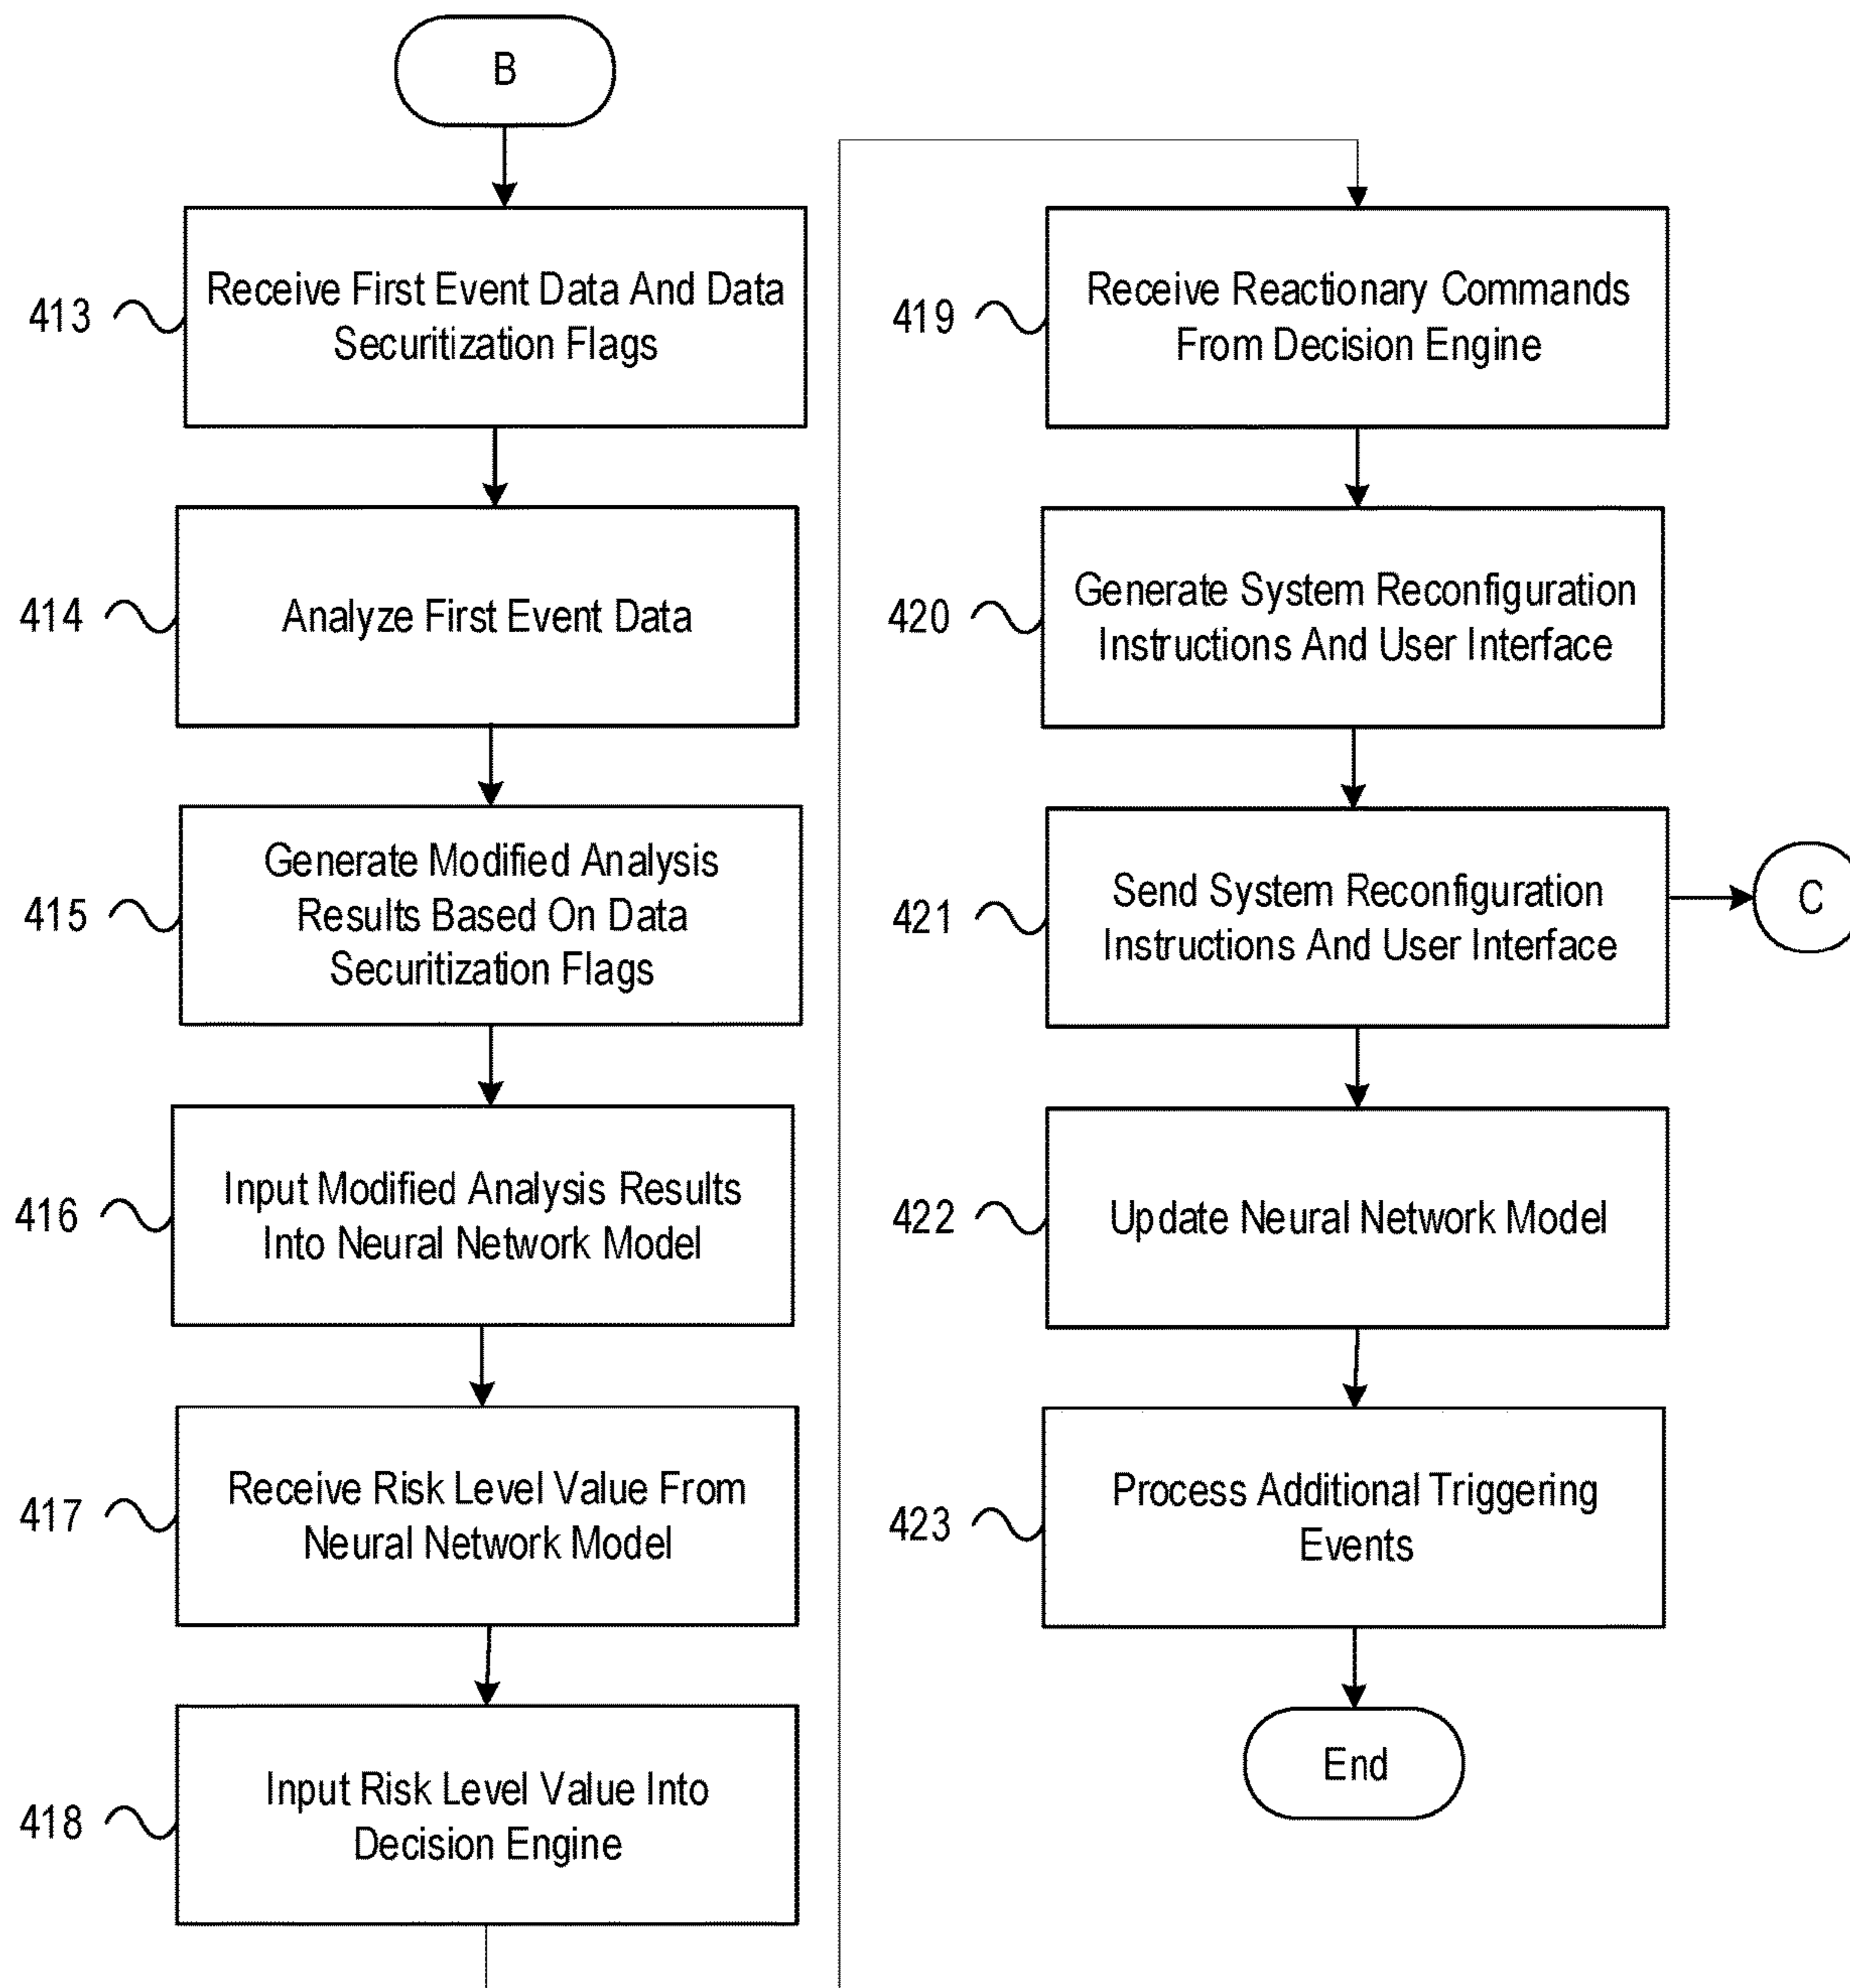 B
413
Receive First Event Data And Data
Securitization Flags
414
Analyze First Event Data
415
Generate Modified Analysis
Results Based On Data
Securitization Flags
416
Input Modified Analysis Results
Into Neural Network Model
417
Receive Risk Level Value From
Neural Network Model
418
Input Risk Level Value Into
Decision Engine
419
Receive Reactionary Commands
From Decision Engine
420
Generate System Reconfiguration
Instructions And User Interface
421
Send System Reconfiguration
Instructions And User Interface
C
422
Update Neural Network Model
423
Process Additional Triggering
Events
End